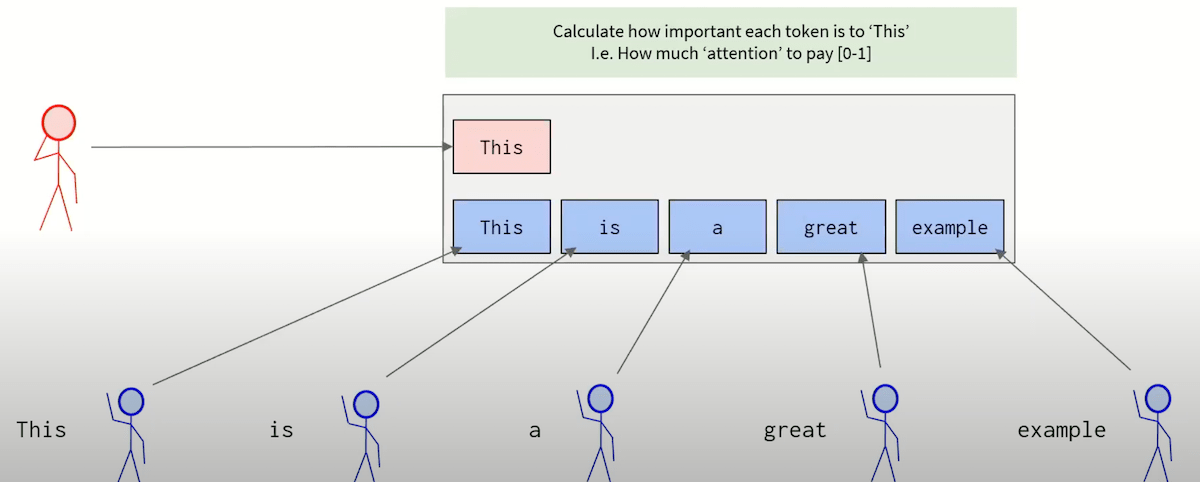 Calculate how important each token is to ‘This’
I.e. How much ‘attention’ to pay [0-1]
This
This is a great example
This is a great example